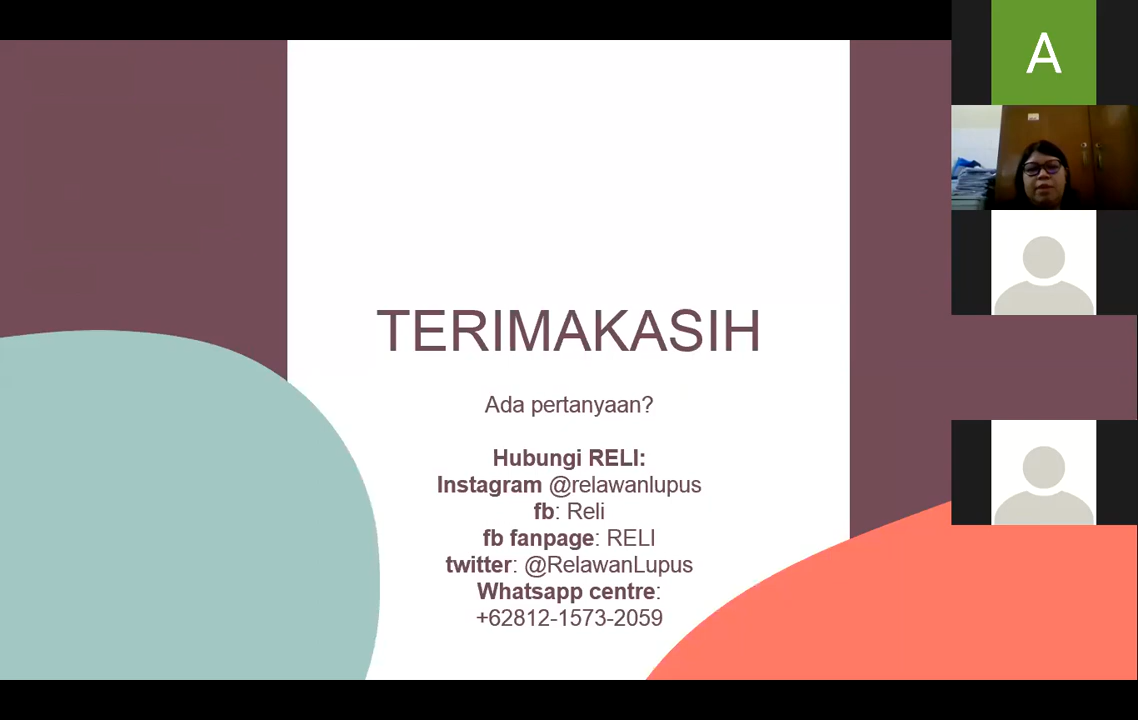 A
TERIMAKASIH
Ada pertanyaan?
Hubungi RELI:
Instagram @relawanlupus
fb: Reli
fb fanpage: RELI
twitter: @RelawanLupus
Whatsapp centre:
+62812-1573-2059